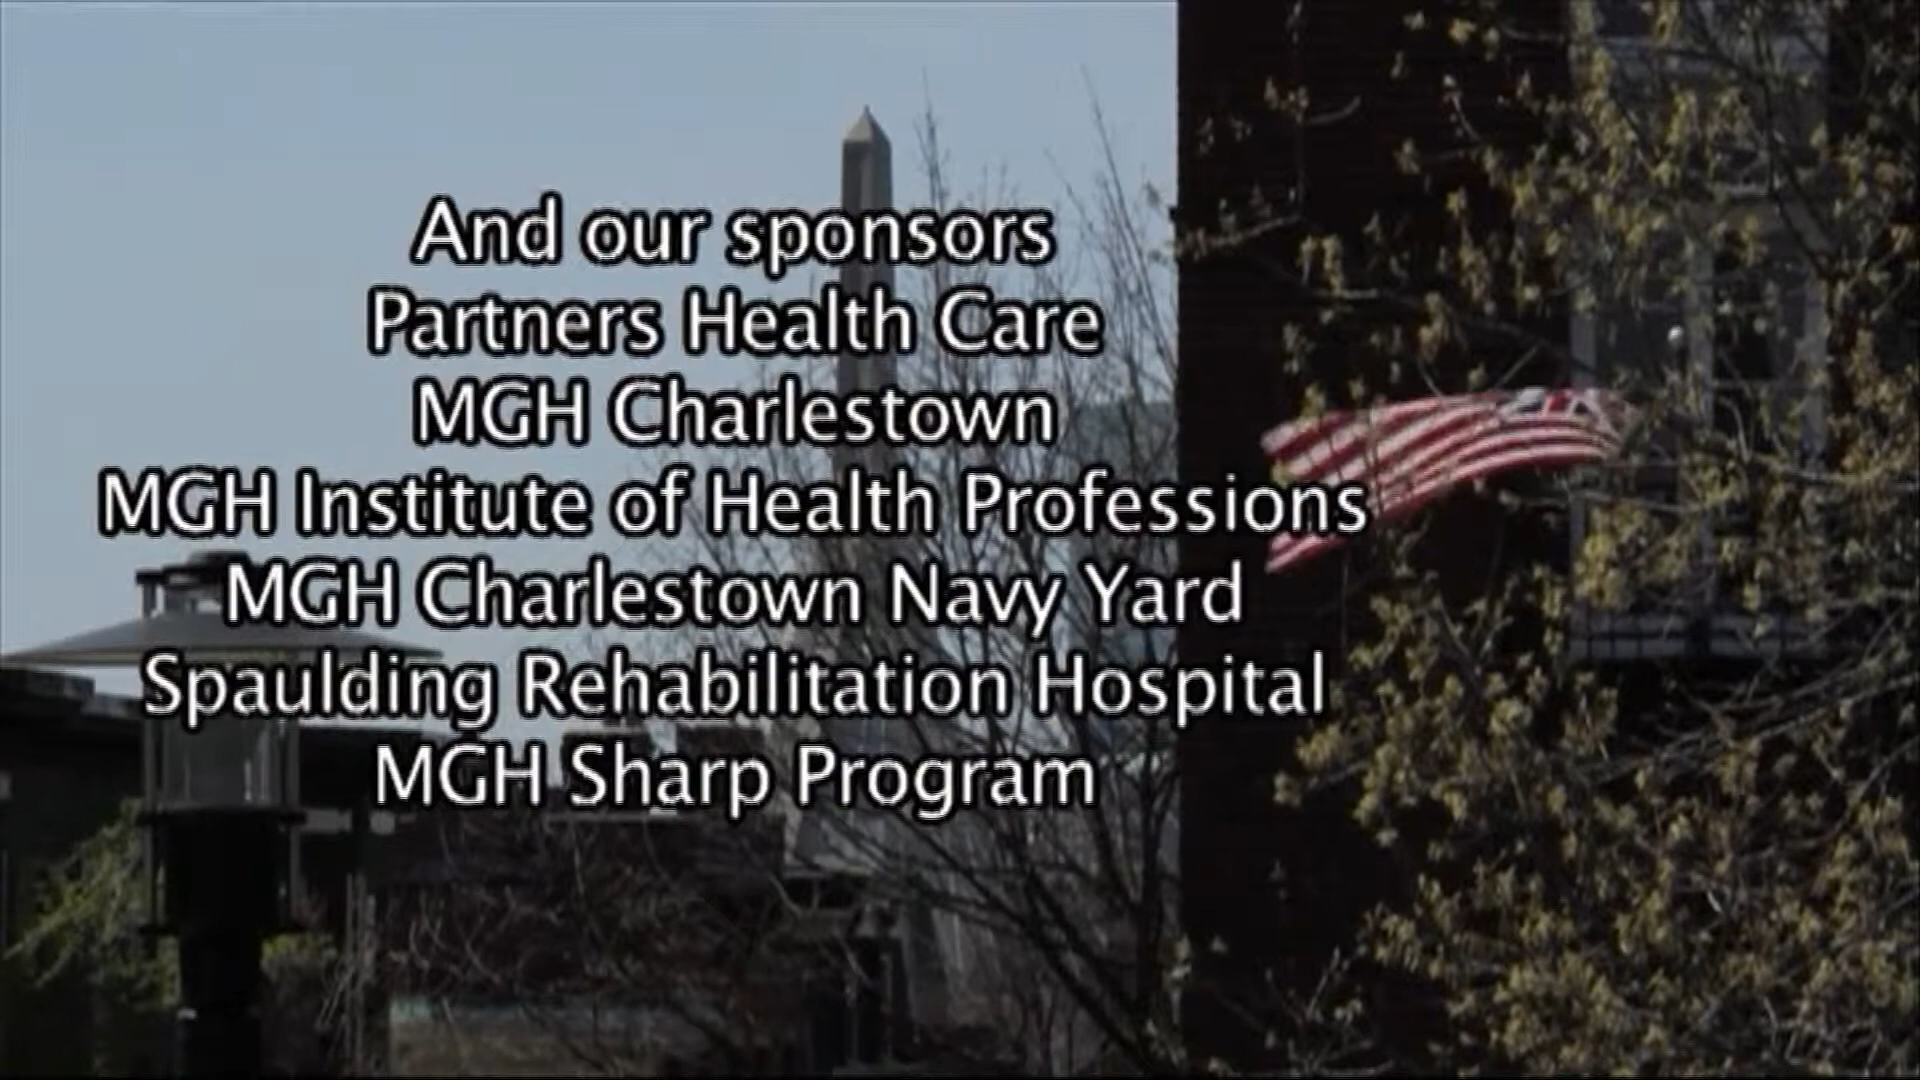 And our sponsors
Partners Health Care
MGH Charlestown
MGH Institute of Health Professions
MGH Charlestown Navy Yard
Spaulding Rehabilitation Hospital
MGH Sharp Program